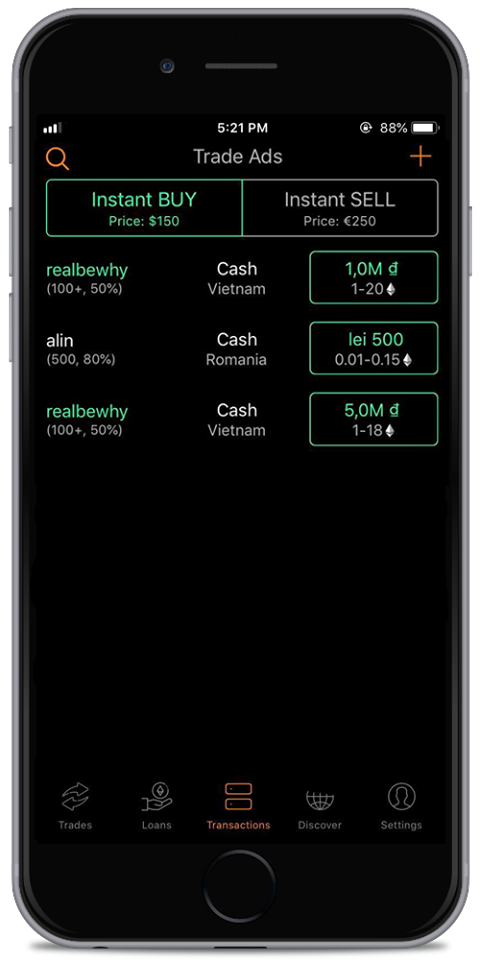 5:21 PM
88%
Trade Ads
Instant BUY
Price: $150
Instant SELL
Price: €250
realbewhy
(100+, 50%)
Cash
Vietnam
1,0M ₫
1-20
alin
(500, 80%)
Cash
Romania
lei 500
0.01-0.15
realbewhy
(100+, 50%)
Cash
Vietnam
5,0M ₫
1-18
Trades
Loans
Transactions
Discover
Settings